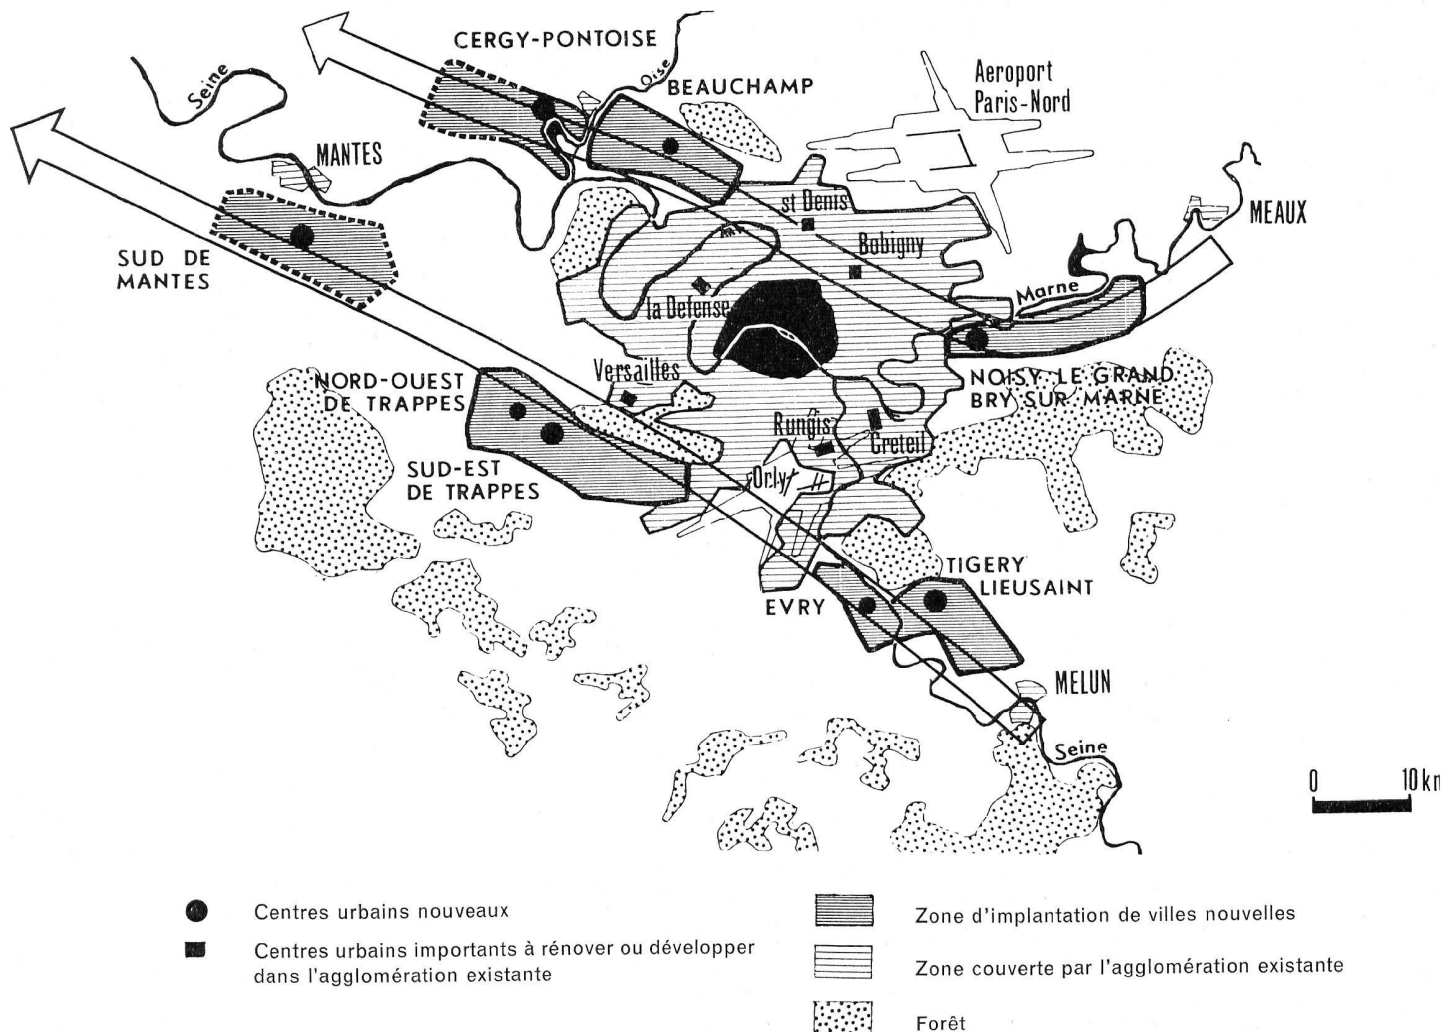 CERGY-PONTOISE
Seine
Oise
BEAUCHAMP
Aeroport
Paris-Nord
MANTES
MEAUX
st Denis
Bobigny
SUD DE
MANTES
la Défense
Marne
Versailles
NORD-OUEST
DE TRAPPES
NOISY-LE GRAND
BRY SUR MARNE
Rungis
Creteil
SUD-EST
DE TRAPPES
Orly
TIGERY
LIEUSAINT
EVRY
MELUN
Seine
0 10 km
Centres urbains nouveaux
Centres urbains importants à rénover ou développer
dans l'agglomération existante
Zone d'implantation de villes nouvelles
Zone couverte par l'agglomération existante
Forêt